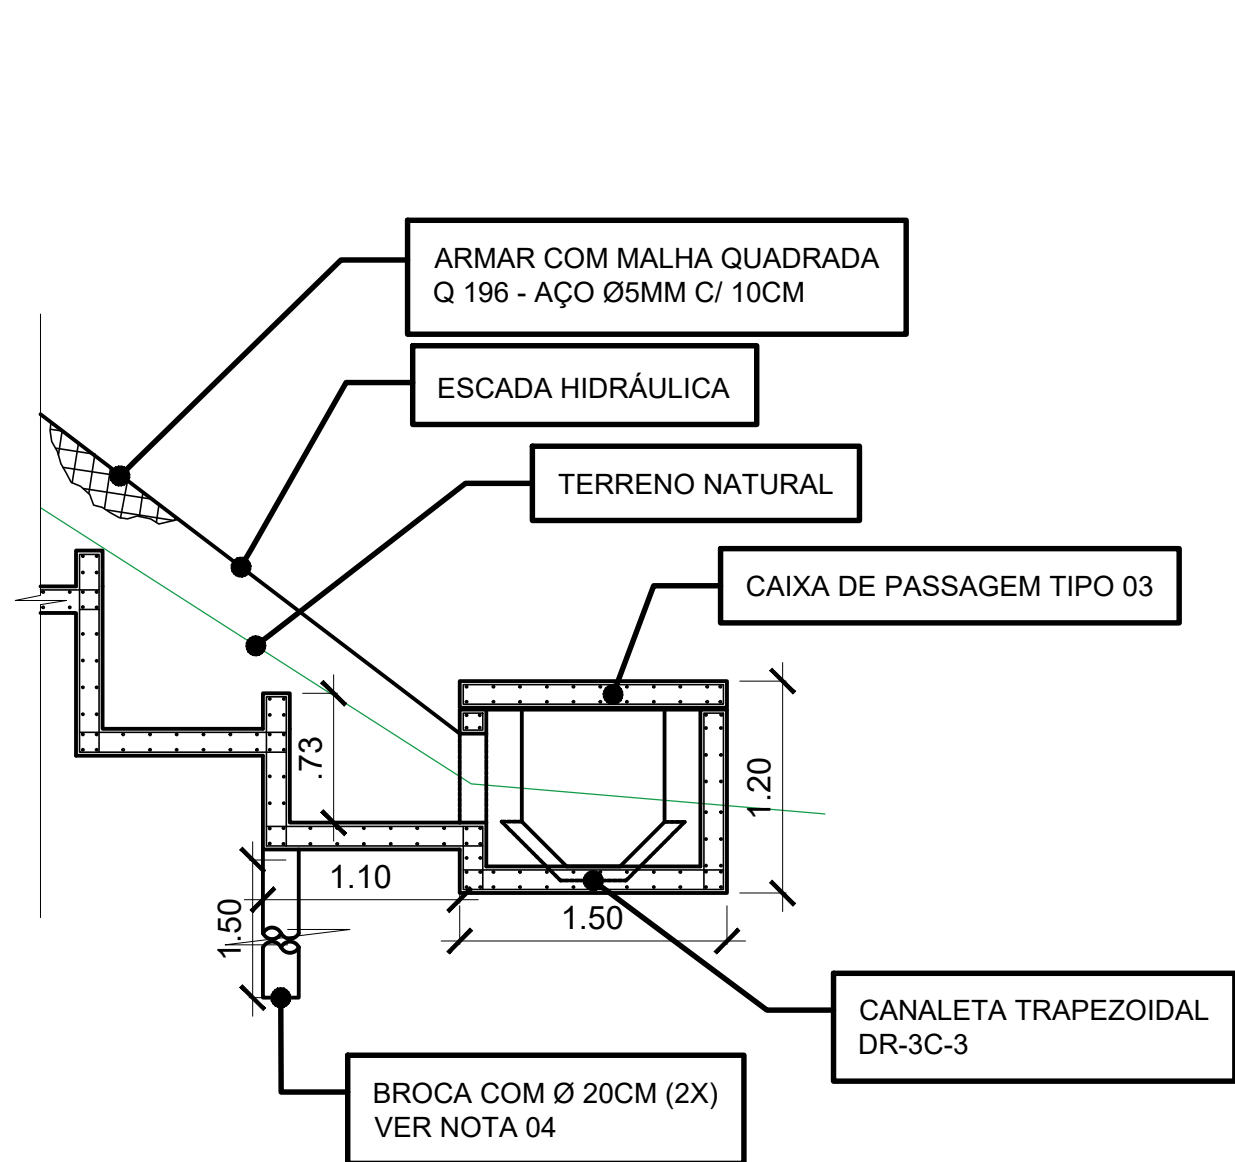 ARMAR COM MALHA QUADRADA
Q 196 - AÇO Ø5MM C/ 10CM
ESCADA HIDRÁULICA
TERRENO NATURAL
CAIXA DE PASSAGEM TIPO 03
.73
1.20
1.10
1.50
1.50
CANALETA TRAPEZOIDAL
DR-3C-3
BROCA COM Ø 20CM (2X)
VER NOTA 04